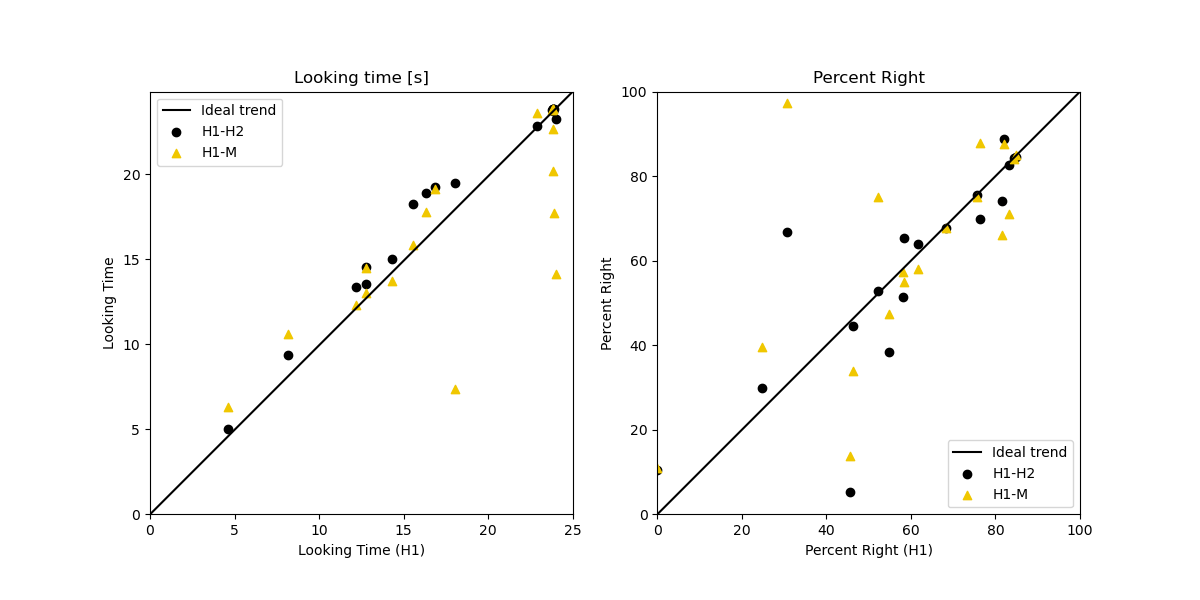 Looking time [s]
Ideal trend
H1-H2
H1-M
Looking Time
20
15
10
5
0
0 5 10 15 20 25
Looking Time (H1)
Percent Right
Percent Right
100
80
60
40
20
0
Ideal trend
H1-H2
H1-M
0 20 40 60 80 100
Percent Right (H1)